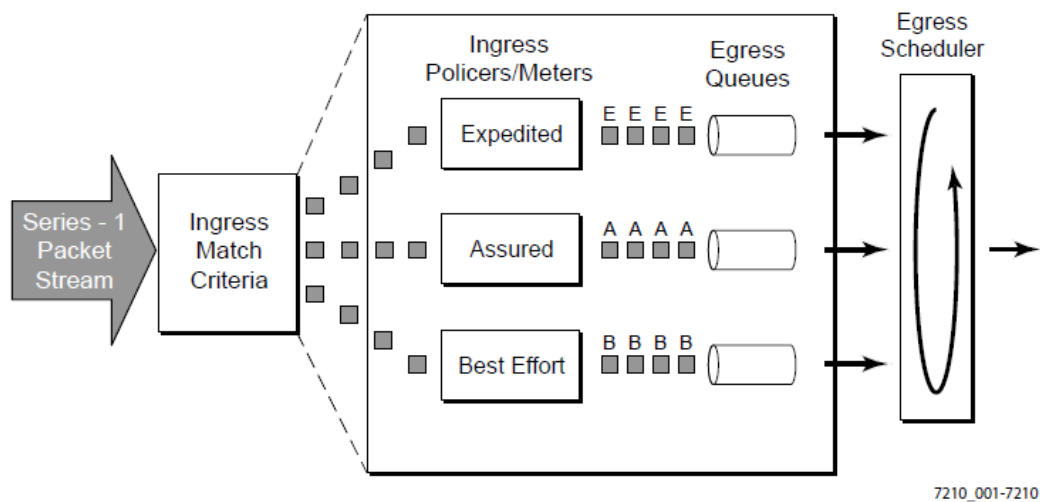 Series - 1
Packet
Stream
Ingress
Match
Criteria
Ingress
Policers/Meters
Egress
Queues
Egress
Scheduler
Expedited
E E E E
Assured
A A A A
Best Effort
B B B B
7210_001-7210